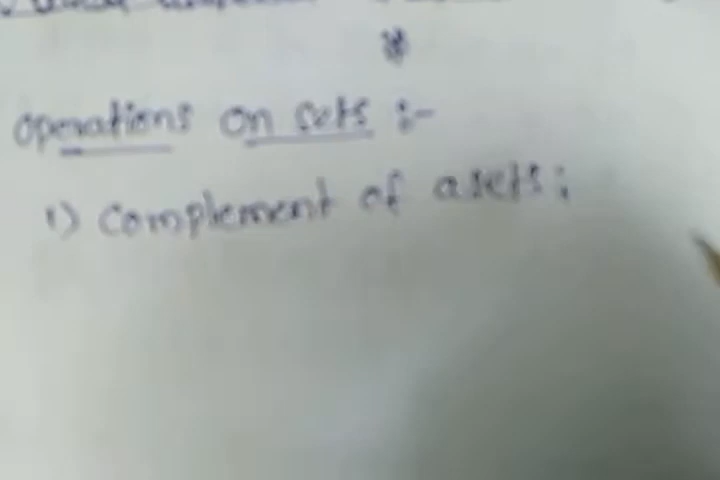 operations on sets :-
1) complement of a sets :